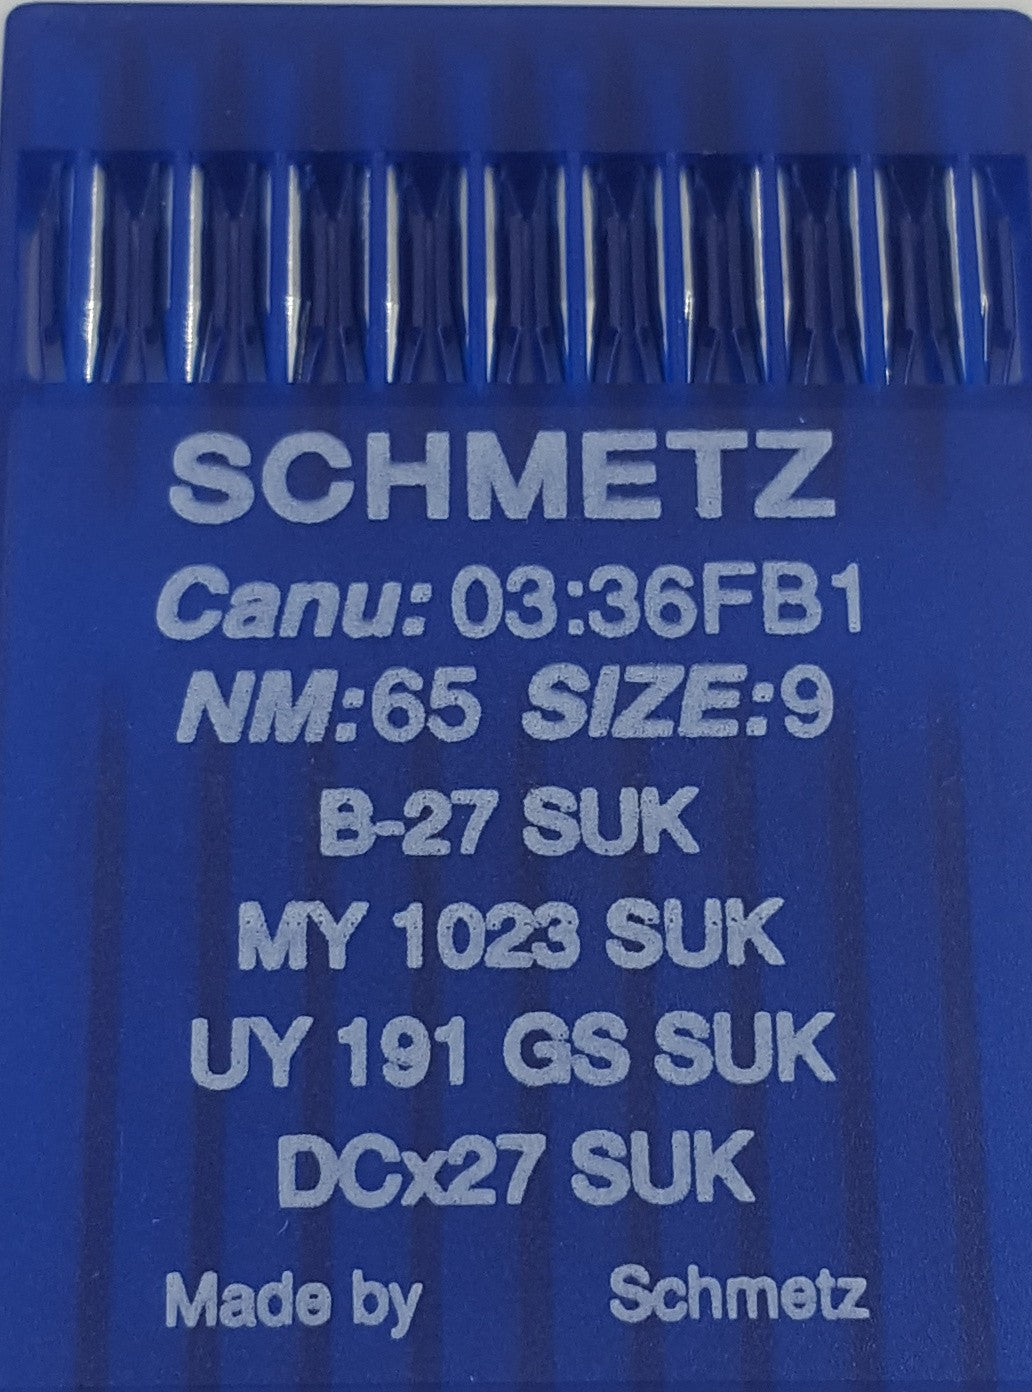 SCHMETZ
Canu: 03:36FB1
NM:65 SIZE:9
B-27 SUK
MY 1023 SUK
UY 191 GS SUK
DCx27 SUK
Made by Schmetz